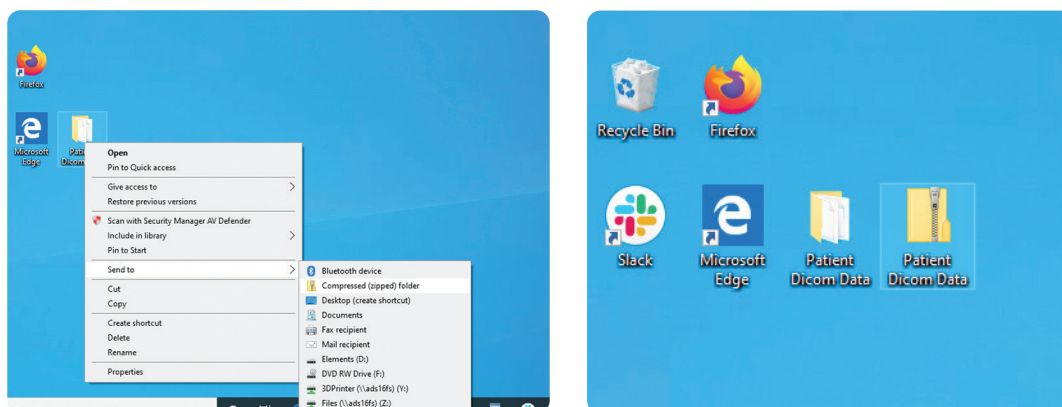 Firefox
Microsoft
Edge
Open
Pin to Quick access
Give access to
Restore previous versions
Scan with Security Manager AV Defender
Include in library
Pin to Start
Send to
Cut
Copy
Create shortcut
Delete
Rename
Properties
Bluetooth device
Compressed (zipped) folder
Desktop (create shortcut)
Documents
Fax recipient
Mail recipient
Elements (D:)
DVD RW Drive (F:)
3DPrinter (\\ads16fs) (Y:)
Files (\\ads16fs) (Z:)
Recycle Bin
Firefox
Slack
Microsoft
Edge
Patient
Dicom Data
Patient
Dicom Data